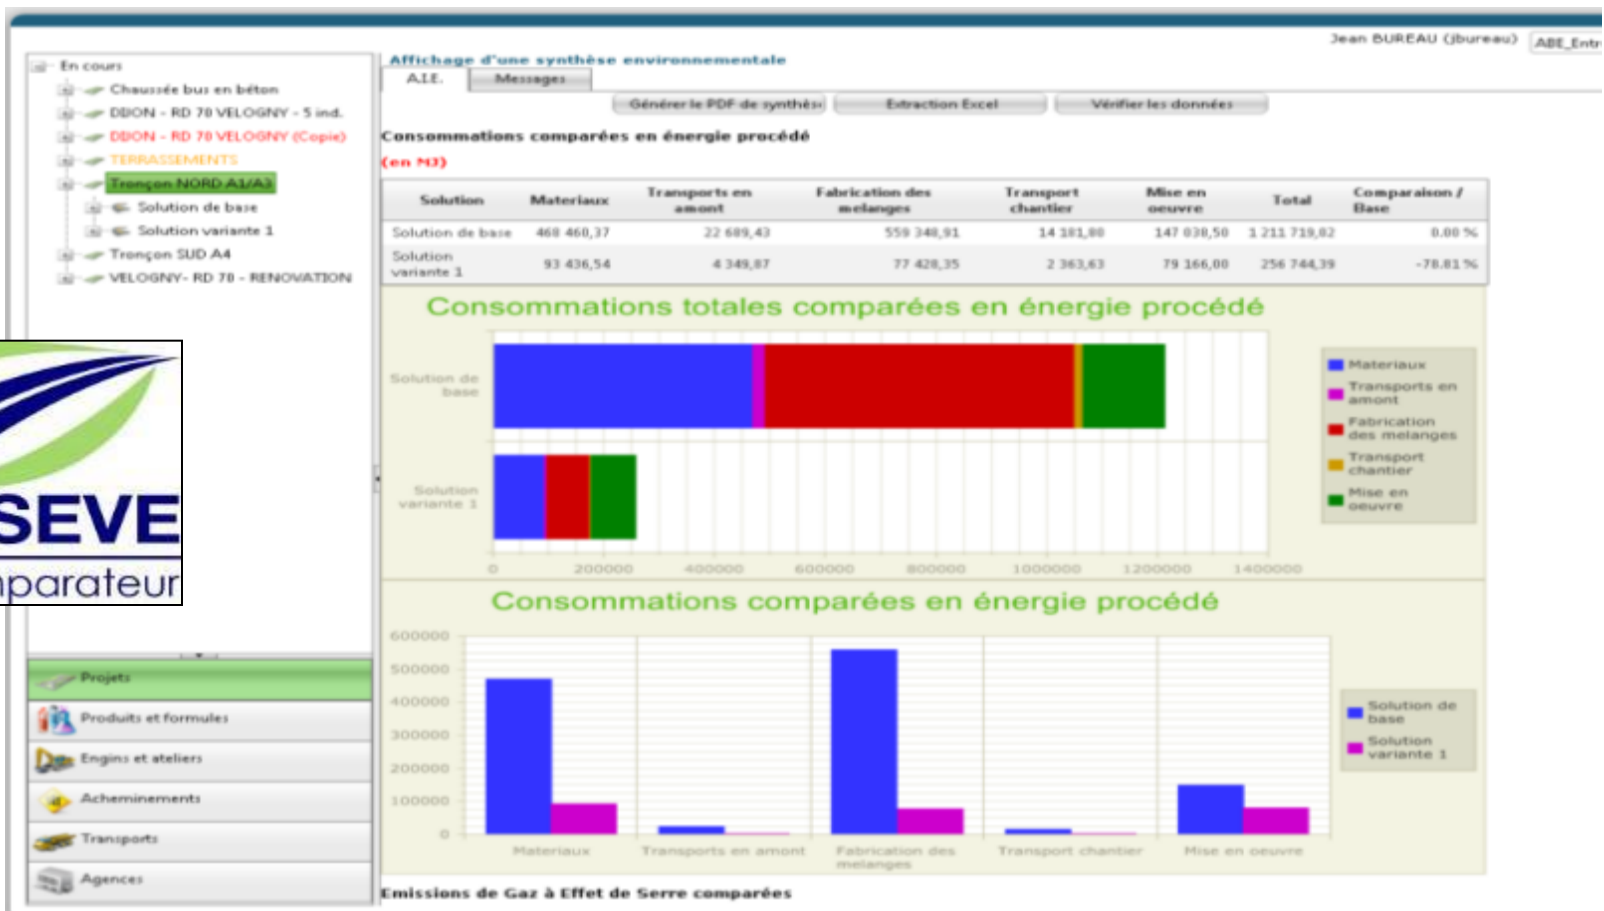 Jean BUREAU (jbureau)
ABE_Entr
En cours
Chaussée bus en béton
DIJON - RD 70 VELOGNY - 5 ind.
DIJON - RD 70 VELOGNY (Copie)
TERRASSEMENTS
Tronçon NORD A1/A3
Solution de base
Solution variante 1
Tronçon SUD A4
VELOGNY- RD 70 - RENOVATION
SEVE
mparateur
Projets
Produits et formules
Engins et ateliers
Acheminements
Transports
Agences
Affichage d'une synthèse environnementale
A.I.E. Messages
Générer le PDF de synthèse Extraction Excel Vérifier les données
Consommations comparées en énergie procédé
(en MJ)
Solution Materiaux Transports en amont Fabrication des melanges Transport chantier Mise en oeuvre Total Comparaison / Base
Solution de base 468 460,37 22 689,43 559 348,91 14 181,80 147 038,50 1 211 719,02 0.00 %
Solution variante 1 93 436,54 4 349,87 77 428,35 2 363,63 79 166,00 256 744,39 -78.81 %
Consommations totales comparées en énergie procédé
Solution de
base
Solution
variante 1
0 200000 400000 600000 800000 1000000 1200000 1400000
Materiaux
Transports en
amont
Fabrication
des melanges
Transport
chantier
Mise en
oeuvre
Consommations comparées en énergie procédé
600000
500000
400000
300000
200000
100000
0
Materiaux Transports en amont Fabrication des melanges Transport chantier Mise en oeuvre
Solution de
base
Solution
variante 1
Emissions de Gaz à Effet de Serre comparées